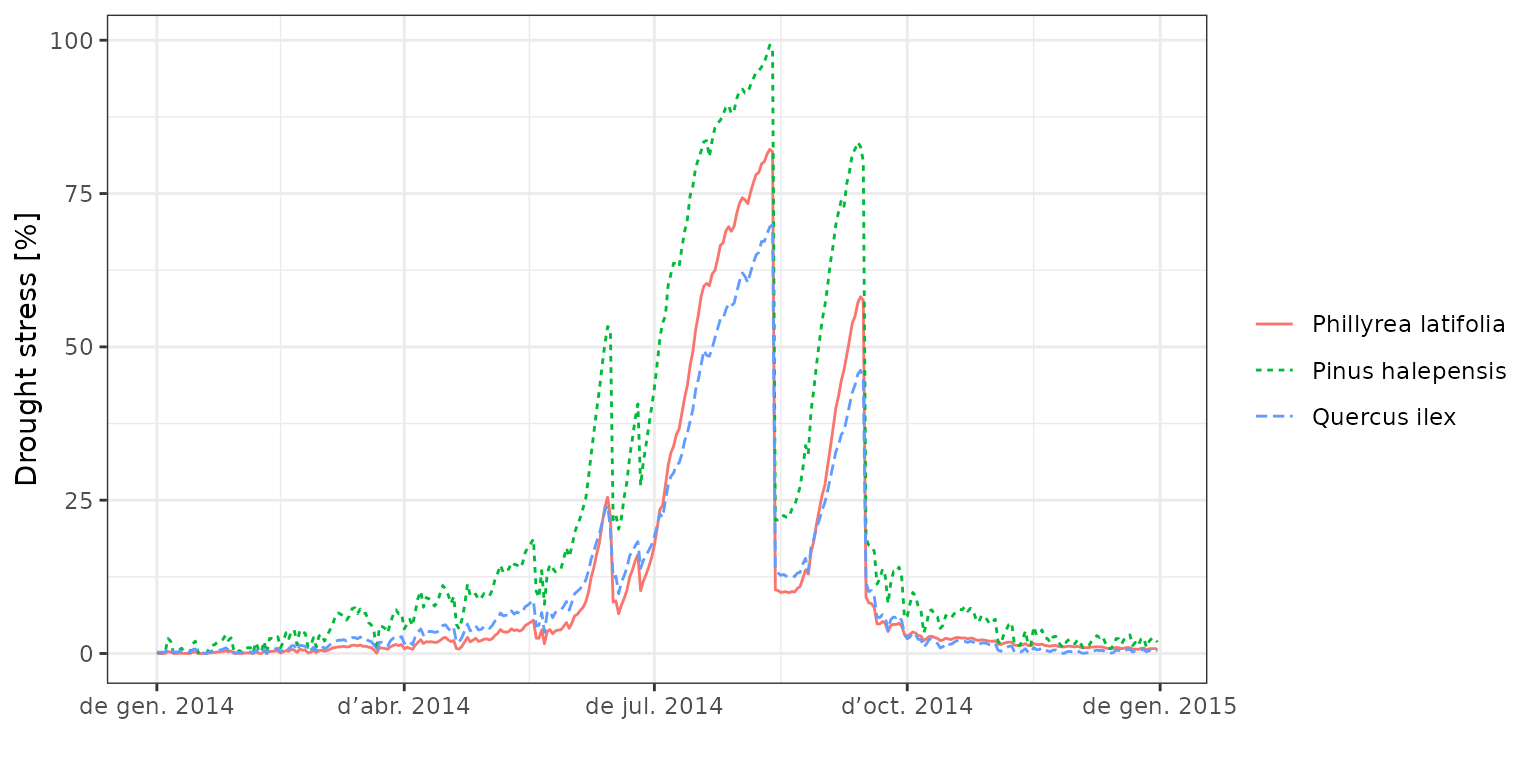 Drought stress [%]
100
75
50
25
0
de gen. 2014
d’abr. 2014
de jul. 2014
d’oct. 2014
de gen. 2015
Phillyrea latifolia
Pinus halepensis
Quercus ilex